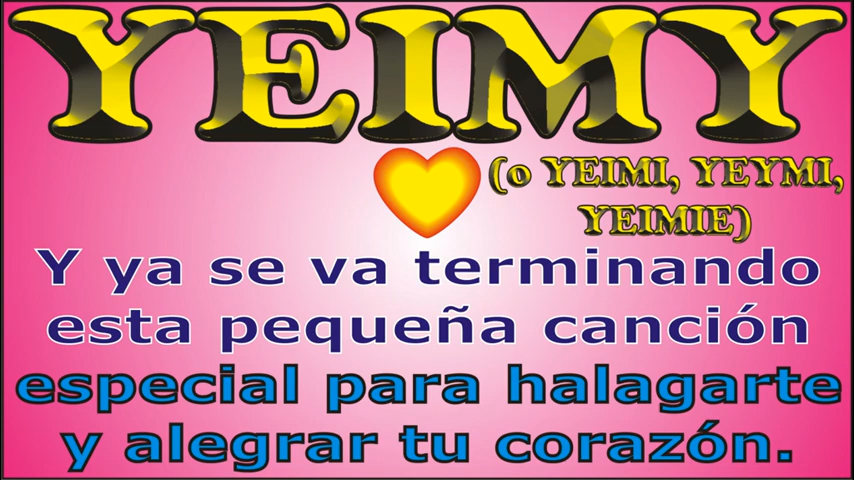 YEIMY
(o YEIMI, YEYMI,
YEIMIE)
Y ya se va terminando
esta pequeña canción
especial para halagarte
y alegrar tu corazón.